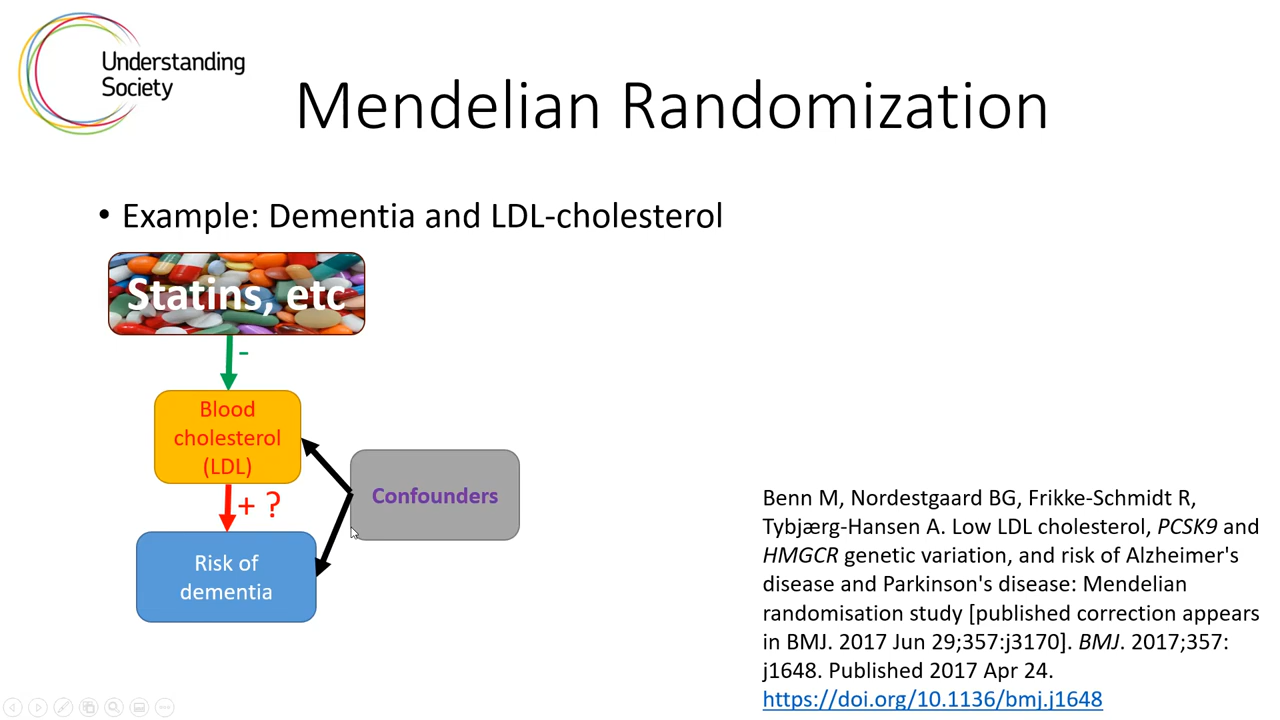 Understanding
Society
Mendelian Randomization
• Example: Dementia and LDL-cholesterol
Statins, etc
-
Blood
cholesterol
(LDL)
+ ?
Confounders
Risk of
dementia
Benn M, Nordestgaard BG, Frikke-Schmidt R,
Tybjærg-Hansen A. Low LDL cholesterol, PCSK9 and
HMGCR genetic variation, and risk of Alzheimer's
disease and Parkinson's disease: Mendelian
randomisation study [published correction appears
in BMJ. 2017 Jun 29;357:j3170]. BMJ. 2017;357:
j1648. Published 2017 Apr 24.
https://doi.org/10.1136/bmj.j1648